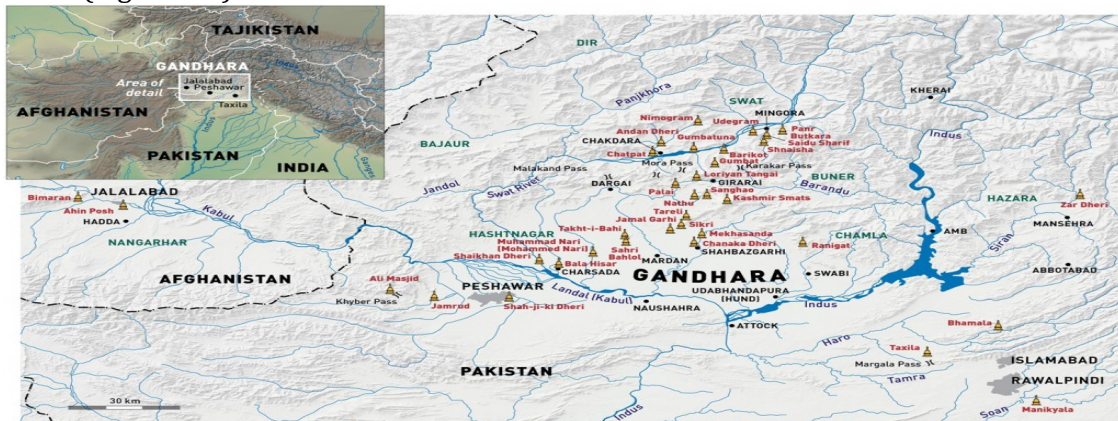 TAJIKISTAN
GANDHARA
Area of
detail
Jalalabad
Peshawar
Taxila
Indus
AFGHANISTAN
PAKISTAN
INDIA
Ganges
DIR
Panjkhora
KHERAI
SWAT
MINGORA
Nimogram
Udegram
Panr
Butkara
Saidu Sharif
Shnaisha
Andan Dheri
Gumbatuna
CHAKDARA
Chatpat
Barikot
Gumbat
Mora Pass
Karakar Pass
Indus
BAJAUR
Malakand Pass
Loriyan Tangai
GIRARAI
BUNER
Barandu
Jandol
Swat River
DARGAI
Palai
Sanghao
Nathu
Kashmir Smats
HAZARA
Zar Dheri
MANSEHRA
JALALABAD
Bimaran
Ahin Posh
HADDA
Kabul
NANGARHAR
AFGHANISTAN
Tareli
Jamal Garhi
Sikri
HASHTNAGAR
Takht-i-Bahi
Mekhasanda
Muhammad Nari
(Mohammed Nari)
Sahri
Bahlol
Chanaka Dheri
SHAHBAZGARHI
Ranigat
CHAMLA
AMB
Siran
ABBOTABAD
Shaikhan Dheri
Bala Hisar
CHARSADA
MARDAN
GANDHARA
SWABI
Ali Masjid
Khyber Pass
PESHAWAR
Landai (Kabul)
UDABHANDAPURA
(HUND)
Indus
Jamrud
Shah-ji-ki Dheri
NAUSHAHRA
ATTOCK
Bhamala
Haro
Taxila
Margala Pass
Tamra
ISLAMABAD
RAWALPINDI
PAKISTAN
30 km
Indus
Soan
Manikyala